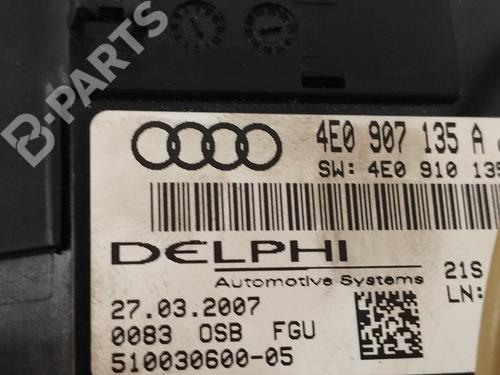 B-PARTS
4E0 907 135 A
SW: 4E0 910 135
DELPHI
Automotive Systems
21S
27.03.2007
LN:
0083 OSB FGU
510030600-05